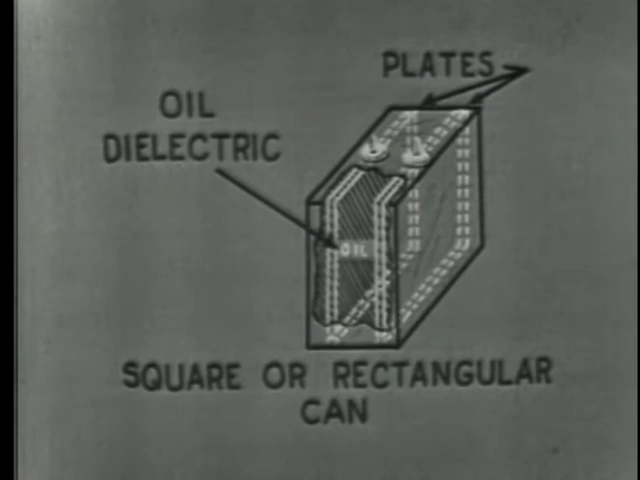 PLATES
OIL
DIELECTRIC
OIL
SQUARE OR RECTANGULAR
CAN